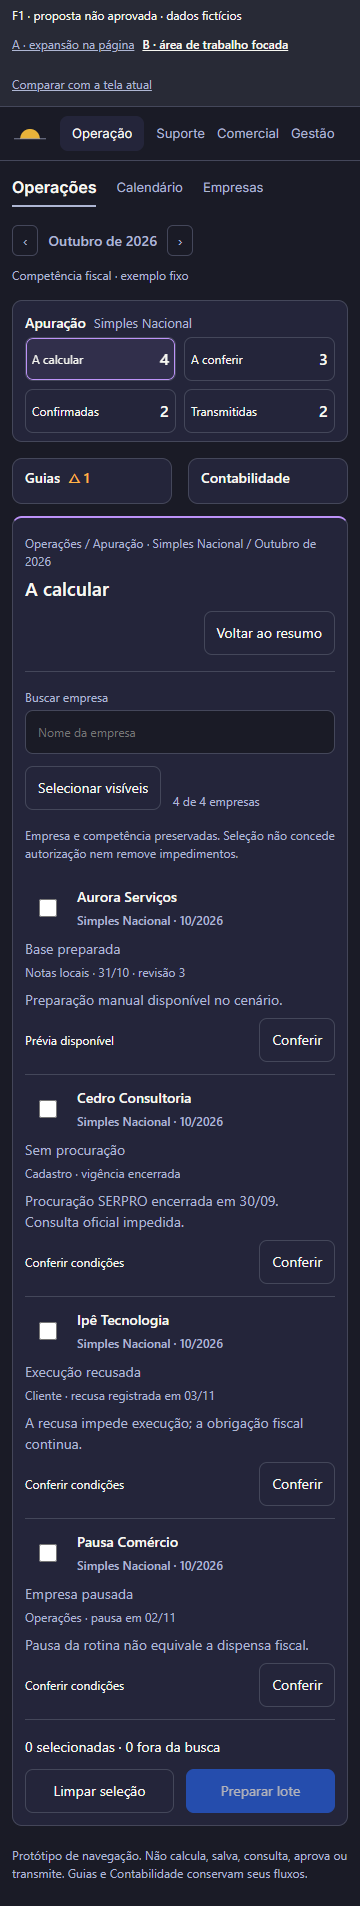 F1 · proposta não aprovada · dados fictícios
A · expansão na página B · área de trabalho focada
Comparar com a tela atual
Operação Suporte Comercial Gestão
Operações Calendário Empresas
‹ Outubro de 2026 ›
Competência fiscal · exemplo fixo
Apuração Simples Nacional
A calcular 4 A conferir 3
Confirmadas 2 Transmitidas 2
Guias △ 1 Contabilidade
Operações / Apuração · Simples Nacional / Outubro de
2026
A calcular
Voltar ao resumo
Buscar empresa
Nome da empresa
Selecionar visíveis 4 de 4 empresas
Empresa e competência preservadas. Seleção não concede
autorização nem remove impedimentos.
Aurora Serviços
Simples Nacional · 10/2026
Base preparada
Notas locais · 31/10 · revisão 3
Preparação manual disponível no cenário.
Prévia disponível Conferir
Cedro Consultoria
Simples Nacional · 10/2026
Sem procuração
Cadastro · vigência encerrada
Procuração SERPRO encerrada em 30/09.
Consulta oficial impedida.
Conferir condições Conferir
Ipê Tecnologia
Simples Nacional · 10/2026
Execução recusada
Cliente · recusa registrada em 03/11
A recusa impede execução; a obrigação fiscal
continua.
Conferir condições Conferir
Pausa Comércio
Simples Nacional · 10/2026
Empresa pausada
Operações · pausa em 02/11
Pausa da rotina não equivale a dispensa fiscal.
Conferir condições Conferir
0 selecionadas · 0 fora da busca
Limpar seleção Preparar lote
Protótipo de navegação. Não calcula, salva, consulta, aprova ou
transmite. Guias e Contabilidade conservam seus fluxos.